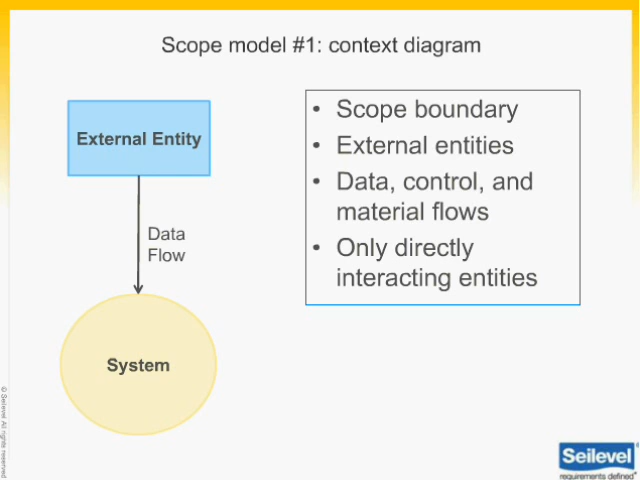 Scope model #1: context diagram
External Entity
Data
Flow
System
• Scope boundary
• External entities
• Data, control, and
material flows
• Only directly
interacting entities
© Seilevel All rights reserved
Seilevel®
requirements defined®